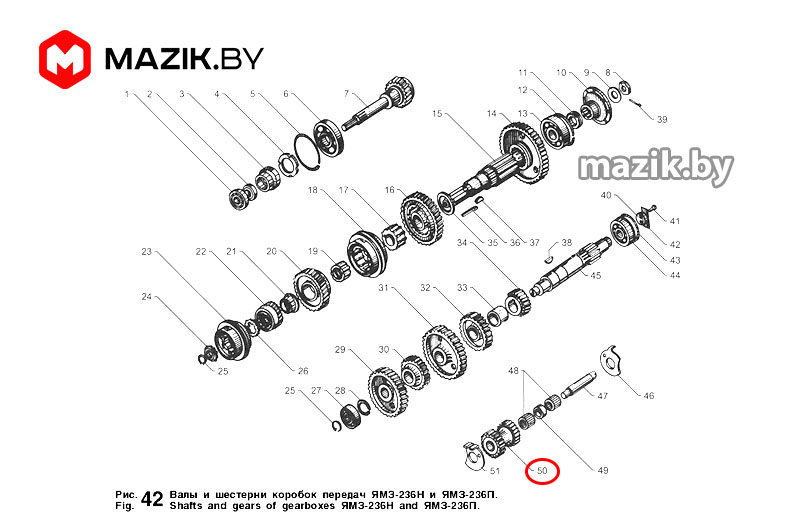 MAZIK.BY
1 2 3 4 5 6 7 11 10 9 8
12
15 14 13 39
mazik.by
18 17 16 40 41
34 35 36 37 38 42
43
23 22 21 20 19 45 44
31 32 33
24
29 30
25 26 48 47 46
25 27 28
51 50 49
Рис. 42 Валы и шестерни коробок передач ЯМЗ-236Н и ЯМЗ-236П.
Fig. Shafts and gears of gearboxes ЯМЗ-236Н and ЯМЗ-236П.